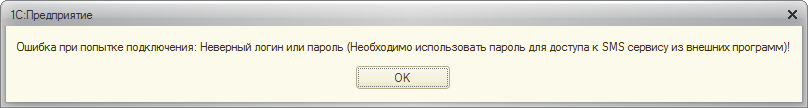 1С:Предприятие
Ошибка при попытке подключения: Неверный логин или пароль (Необходимо использовать пароль для доступа к SMS сервису из внешних программ)!
OK